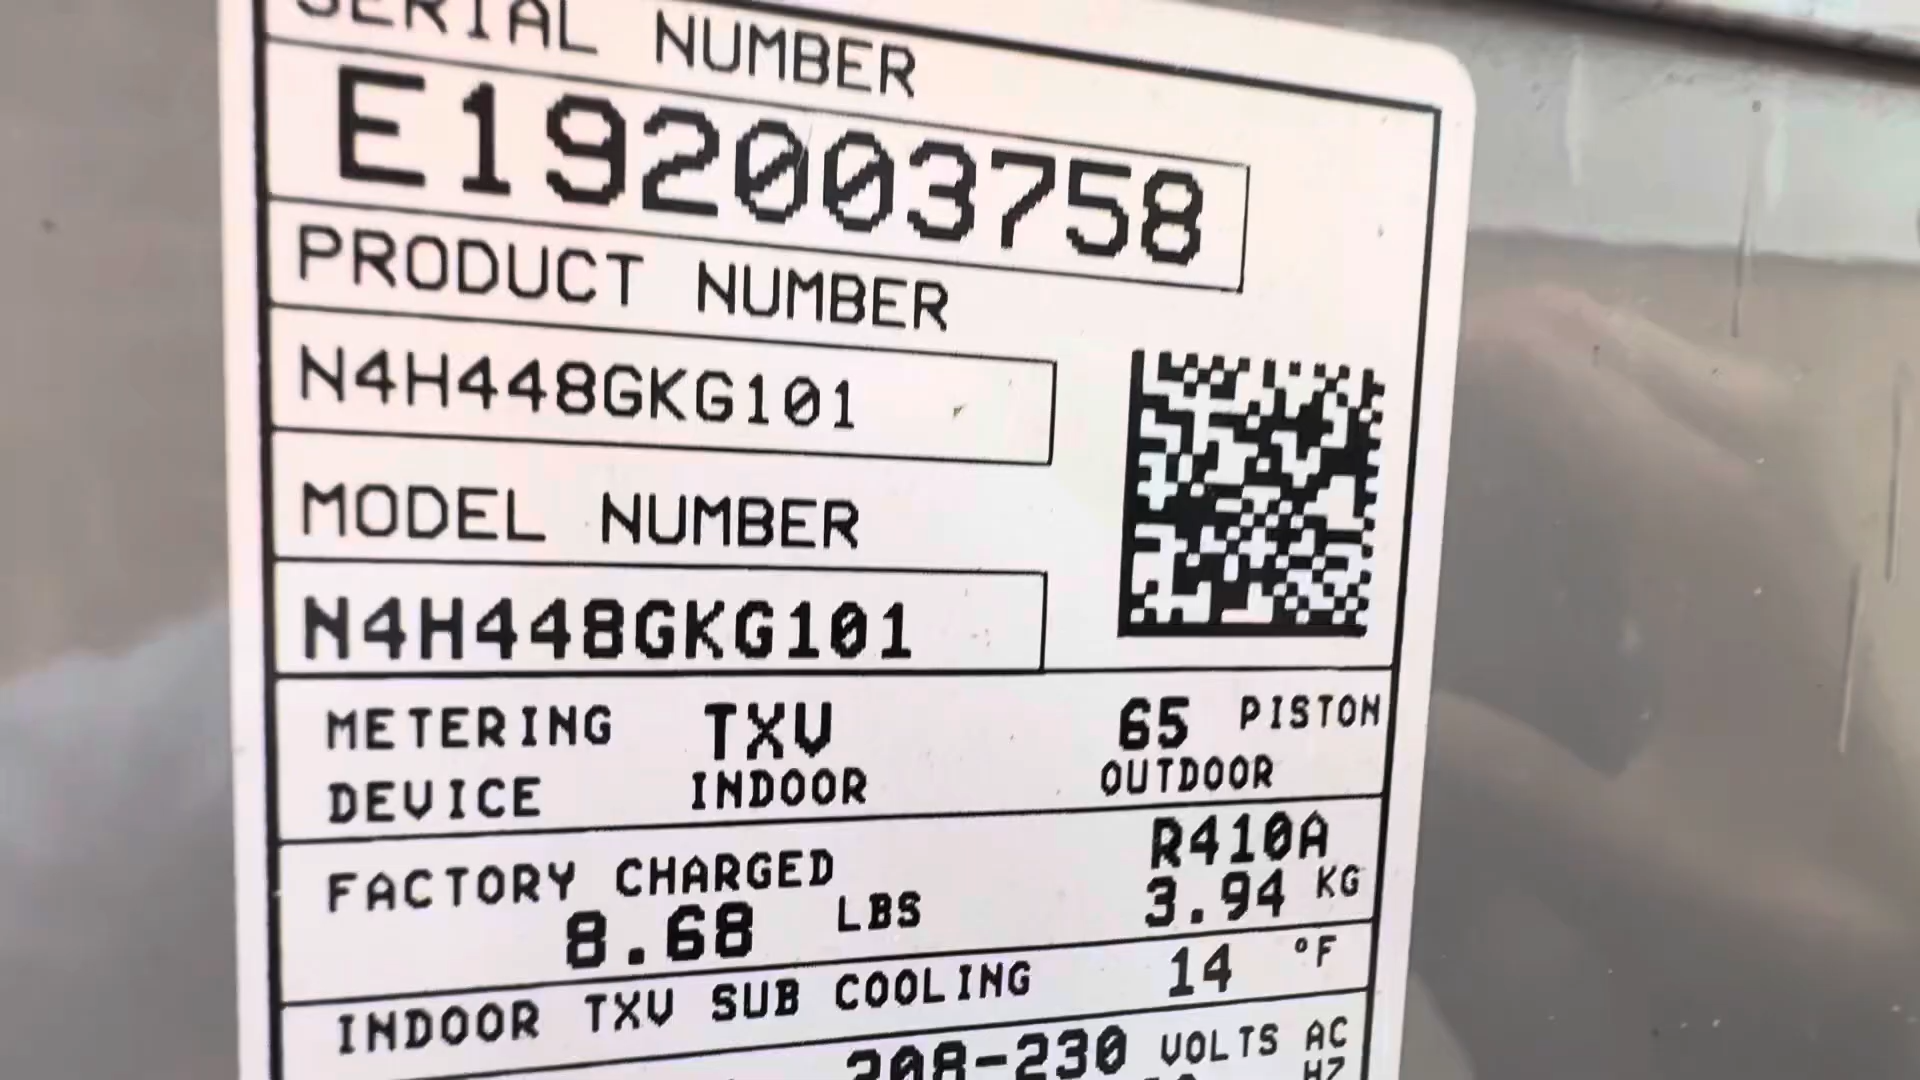 SERIAL NUMBER
E192003758
PRODUCT NUMBER
N4H448GKG101
MODEL NUMBER
N4H448GKG101
METERING TXV 65 PISTON
DEVICE INDOOR OUTDOOR
FACTORY CHARGED R410A
8.68 LBS 3.94 KG
INDOOR TXV SUB COOLING 14 °F
208-230 VOLTS AC
HZ